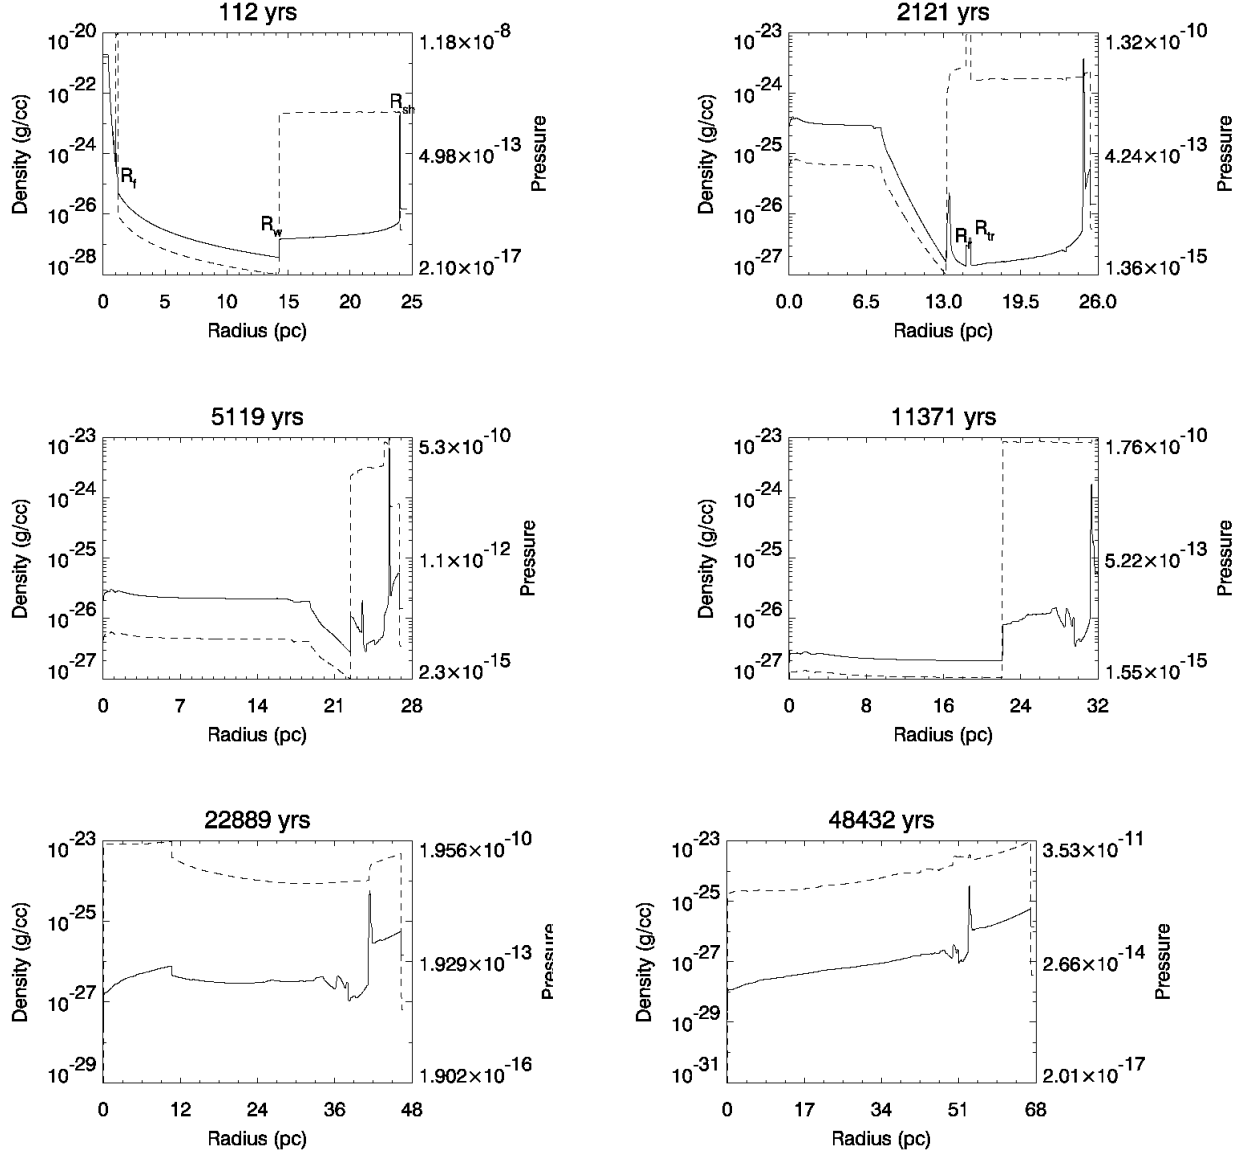 112 yrs
10^-20
10^-22
10^-24
10^-26
10^-28
Density (g/cc)
R_f
R_w
R_sh
1.18×10^-8
4.98×10^-13
2.10×10^-17
Pressure
0 5 10 15 20 25
Radius (pc)
2121 yrs
10^-23
10^-24
10^-25
10^-26
10^-27
Density (g/cc)
R_f R_tr
1.32×10^-10
4.24×10^-13
1.36×10^-15
Pressure
0.0 6.5 13.0 19.5 26.0
Radius (pc)
5119 yrs
10^-23
10^-24
10^-25
10^-26
10^-27
Density (g/cc)
5.3×10^-10
1.1×10^-12
2.3×10^-15
Pressure
0 7 14 21 28
Radius (pc)
11371 yrs
10^-23
10^-24
10^-25
10^-26
10^-27
Density (g/cc)
1.76×10^-10
5.22×10^-13
1.55×10^-15
Pressure
0 8 16 24 32
Radius (pc)
22889 yrs
10^-23
10^-25
10^-27
10^-29
Density (g/cc)
1.956×10^-10
1.929×10^-13
1.902×10^-16
Pressure
0 12 24 36 48
Radius (pc)
48432 yrs
10^-23
10^-25
10^-27
10^-29
10^-31
Density (g/cc)
3.53×10^-11
2.66×10^-14
2.01×10^-17
Pressure
0 17 34 51 68
Radius (pc)